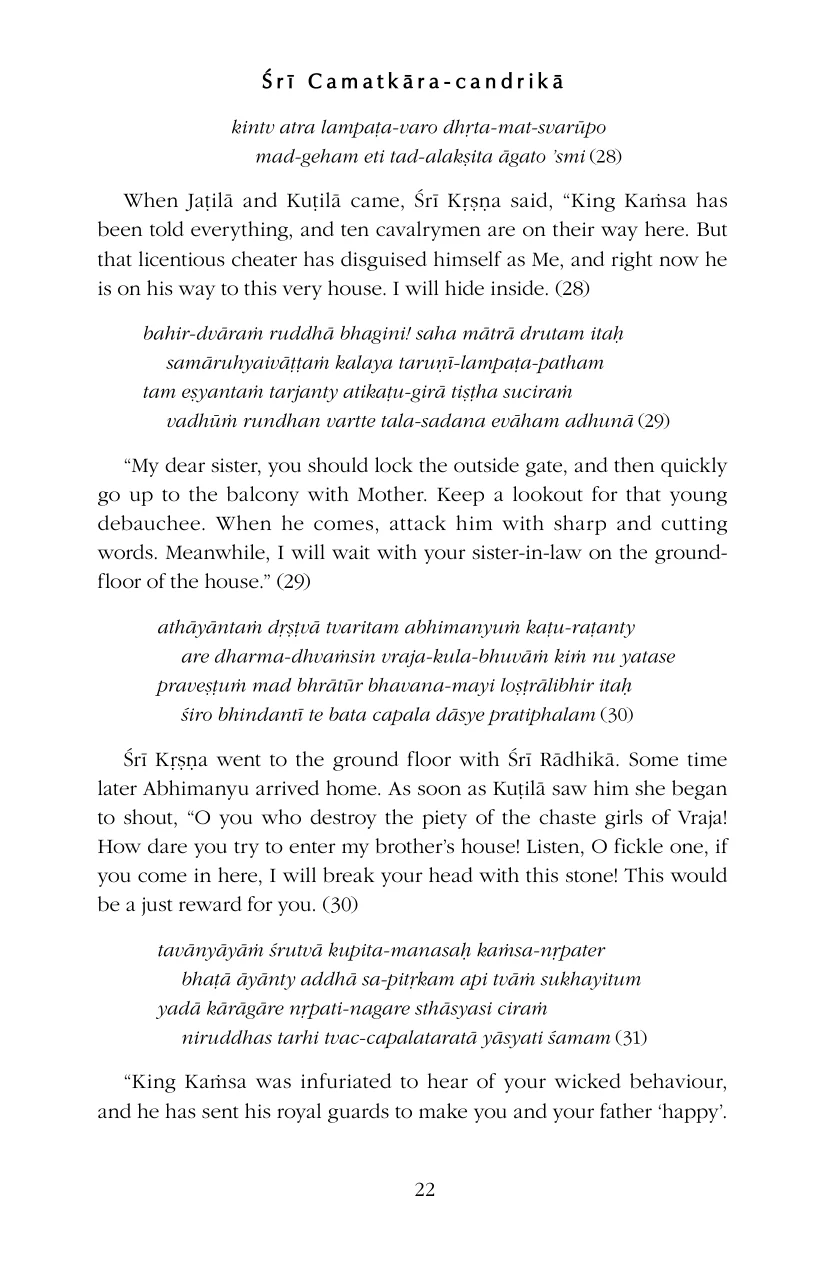 Śrī Camatkāra-candrikā
kintv atra lampaṭa-varo dhṛta-mat-svarūpo
mad-geham eti tad-alakṣita āgato ’smi (28)
When Jaṭilā and Kuṭilā came, Śrī Kṛṣṇa said, “King Kaṁsa has
been told everything, and ten cavalrymen are on their way here. But
that licentious cheater has disguised himself as Me, and right now he
is on his way to this very house. I will hide inside. (28)
bahir-dvāraṁ ruddhā bhagini! saha mātrā drutam itaḥ
samāruhyaivāṭṭaṁ kalaya taruṇī-lampaṭa-patham
tam eṣyantaṁ tarjanty atikaṭu-girā tiṣṭha suciraṁ
vadhūṁ rundhan vartte tala-sadana evāham adhunā (29)
“My dear sister, you should lock the outside gate, and then quickly
go up to the balcony with Mother. Keep a lookout for that young
debauchee. When he comes, attack him with sharp and cutting
words. Meanwhile, I will wait with your sister-in-law on the ground-
floor of the house.” (29)
athāyāntaṁ dṛṣṭvā tvaritam abhimanyuṁ kaṭu-raṭanty
are dharma-dhvaṁsin vraja-kula-bhuvāṁ kiṁ nu yatase
praveṣṭuṁ mad bhrātūr bhavana-mayi loṣṭrālibhir itaḥ
śiro bhindantī te bata capala dāsye pratiphalam (30)
Śrī Kṛṣṇa went to the ground floor with Śrī Rādhikā. Some time
later Abhimanyu arrived home. As soon as Kuṭilā saw him she began
to shout, “O you who destroy the piety of the chaste girls of Vraja!
How dare you try to enter my brother’s house! Listen, O fickle one, if
you come in here, I will break your head with this stone! This would
be a just reward for you. (30)
tavānyāyāṁ śrutvā kupita-manasaḥ kaṁsa-nṛpater
bhaṭā āyānty addhā sa-pitṛkam api tvāṁ sukhayitum
yadā kārāgāre nṛpati-nagare sthāsyasi ciraṁ
niruddhas tarhi tvac-capalataratā yāsyati śamam (31)
“King Kaṁsa was infuriated to hear of your wicked behaviour,
and he has sent his royal guards to make you and your father ‘happy’.
22